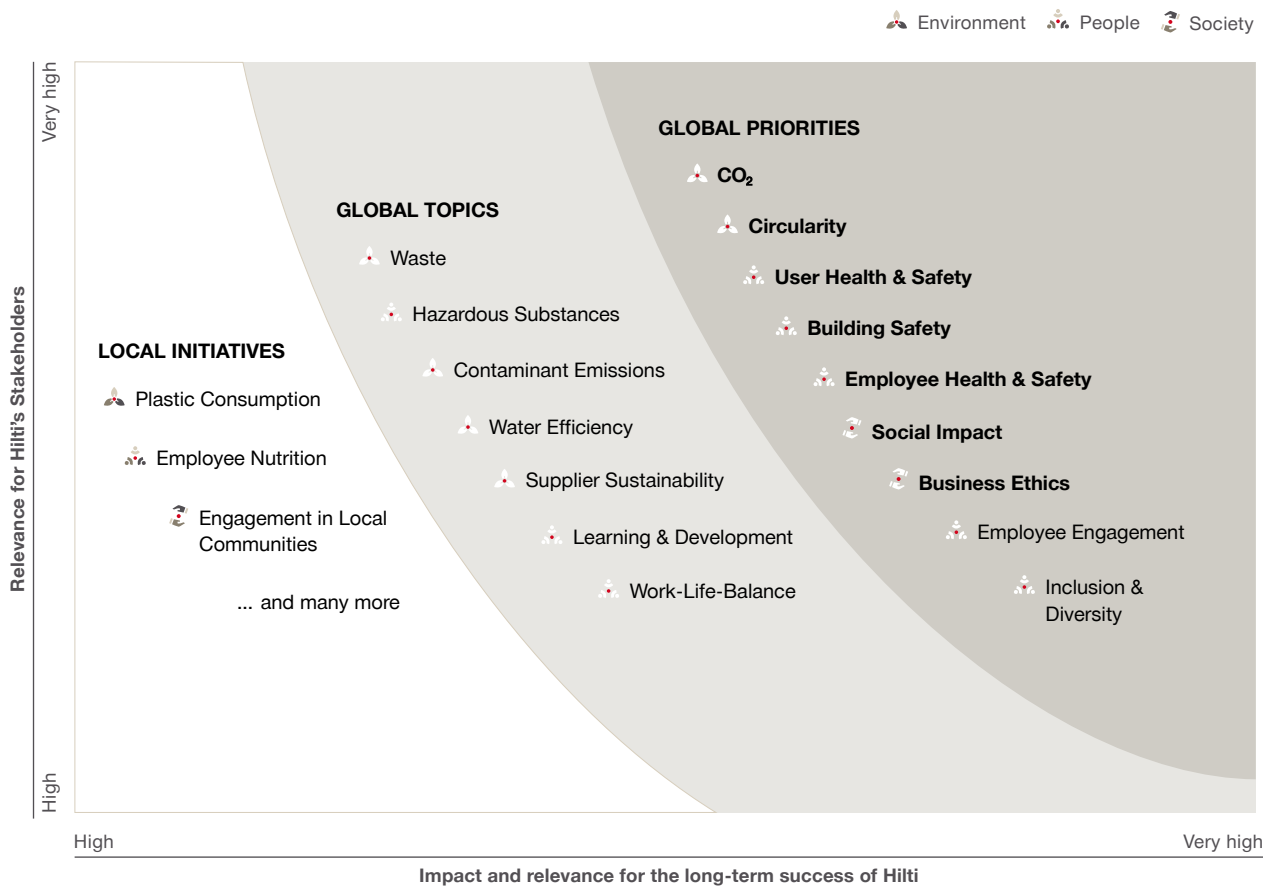 Environment People Society
Very high
Relevance for Hilti's Stakeholders
High
LOCAL INITIATIVES
Plastic Consumption
Employee Nutrition
Engagement in Local
Communities
... and many more
GLOBAL TOPICS
Waste
Hazardous Substances
Contaminant Emissions
Water Efficiency
Supplier Sustainability
Learning & Development
Work-Life-Balance
GLOBAL PRIORITIES
CO₂
Circularity
User Health & Safety
Building Safety
Employee Health & Safety
Social Impact
Business Ethics
Employee Engagement
Inclusion &
Diversity
High Very high
Impact and relevance for the long-term success of Hilti